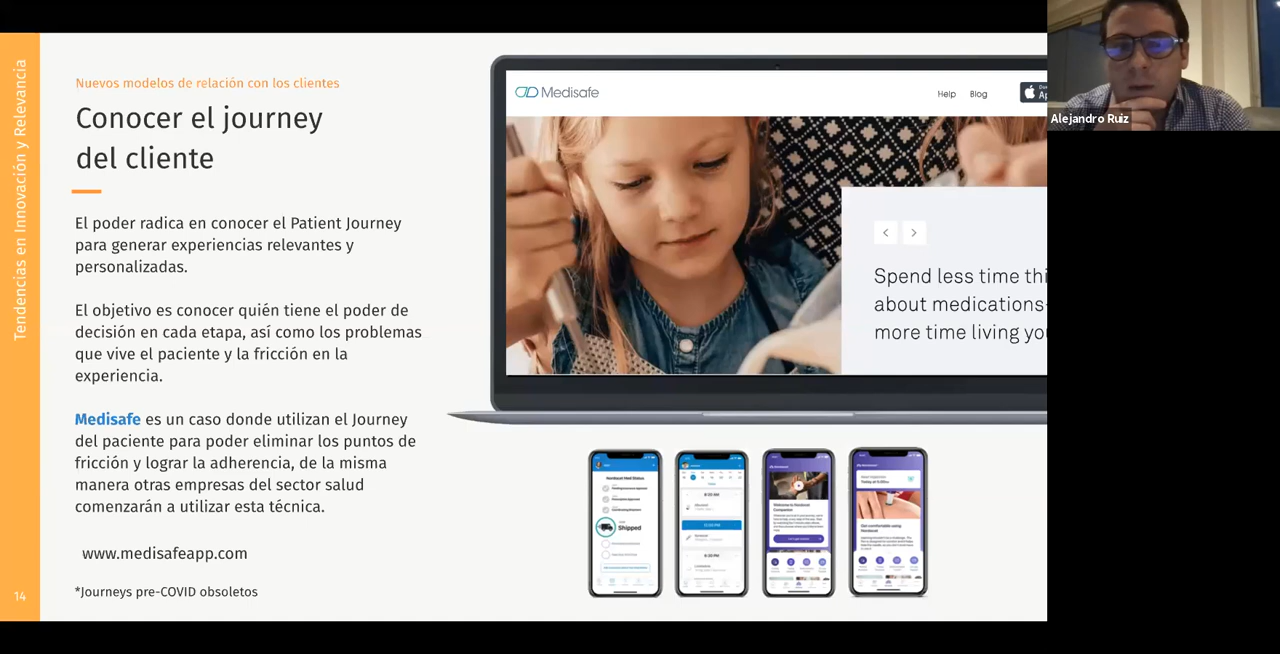 Tendencias en Innovación y Relevancia
14
Nuevos modelos de relación con los clientes
Conocer el journey
del cliente
El poder radica en conocer el Patient Journey
para generar experiencias relevantes y
personalizadas.
El objetivo es conocer quién tiene el poder de
decisión en cada etapa, así como los problemas
que vive el paciente y la fricción en la
experiencia.
Medisafe es un caso donde utilizan el Journey
del paciente para poder eliminar los puntos de
fricción y lograr la adherencia, de la misma
manera otras empresas del sector salud
comenzarán a utilizar esta técnica.
www.medisafeapp.com
*Journeys pre-COVID obsoletos
Medisafe
Help Blog
Spend less time thi
about medications-
more time living yo
Shipped
Alejandro Ruiz